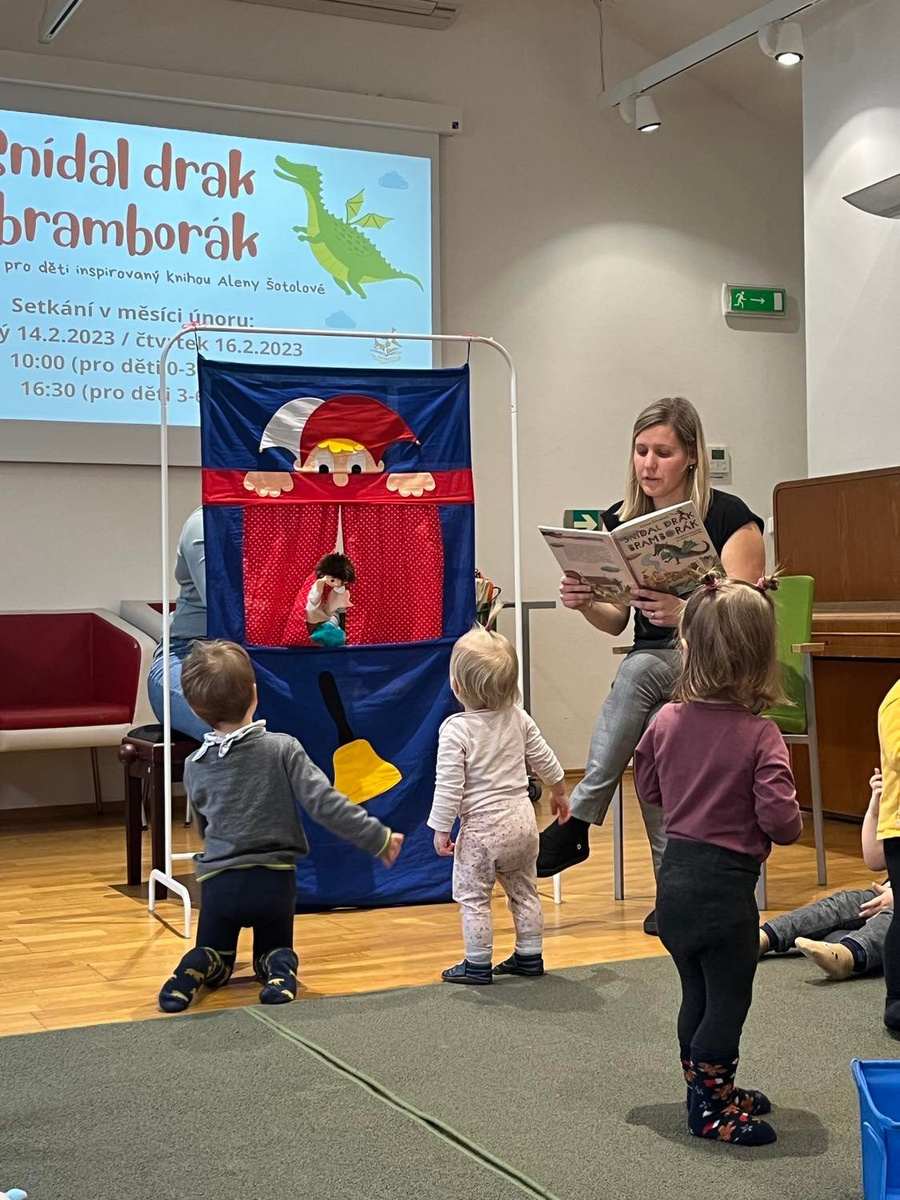 Snídal drak
bramborák
pro děti inspirovaný knihou Aleny Šotolové
Setkání v měsíci únoru:
14.2.2023 / čtvrtek 16.2.2023
10:00 (pro děti 0-3
16:30 (pro děti 3-6
SNÍDAL DRAK
BRAMBORÁK